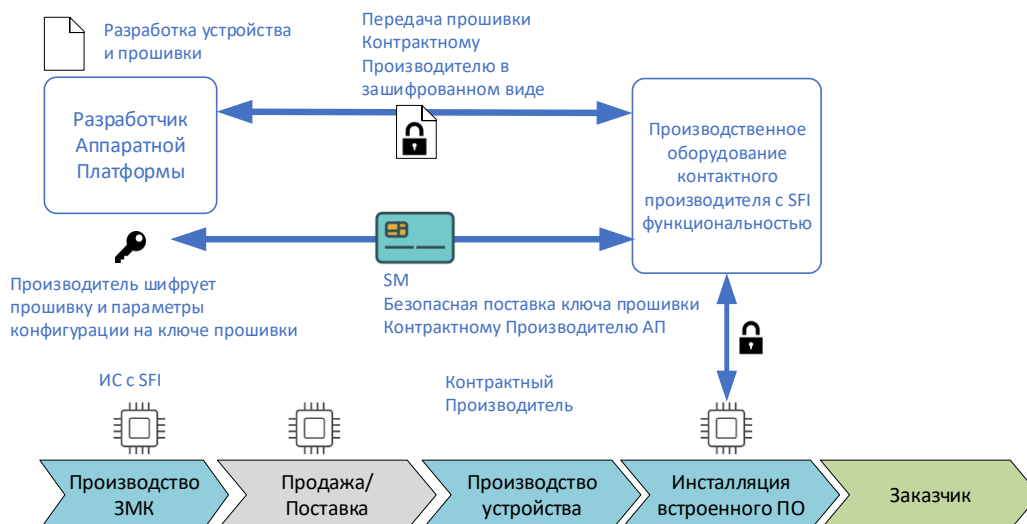 Разработка устройства
и прошивки
Передача прошивки
Контрактному
Производителю в
зашифрованном виде
Разработчик
Аппаратной
Платформы
Производственное
оборудование
контактного
производителя с SFI
функциональностью
Производитель шифрует
прошивку и параметры
конфигурации на ключе прошивки
SM
Безопасная поставка ключа прошивки
Контрактному Производителю АП
ИС с SFI
Контрактный
Производитель
Производство
ЗМК
Продажа/
Поставка
Производство
устройства
Инсталляция
встроенного ПО
Заказчик